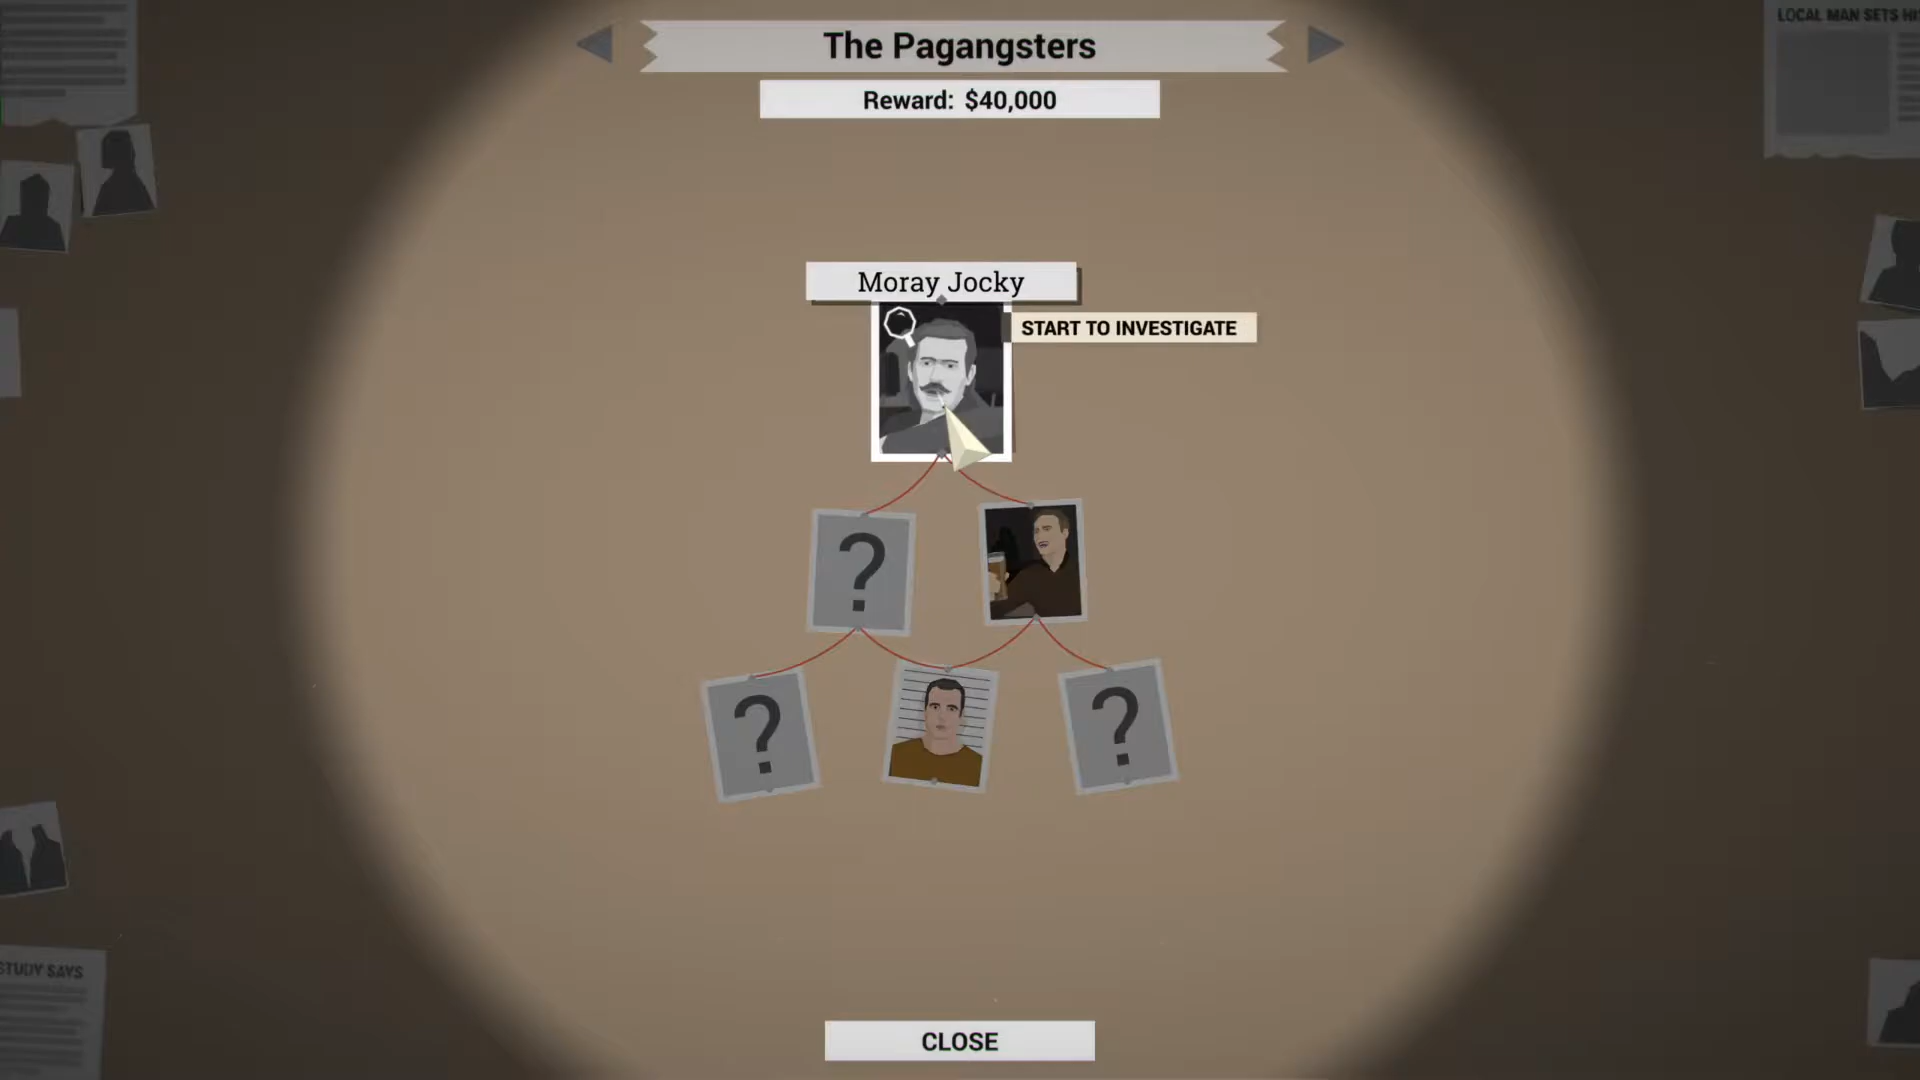 LOCAL MAN SETS HI
The Pagangsters
Reward: $40,000
Moray Jocky
START TO INVESTIGATE
?
?
?
STUDY SAYS
CLOSE